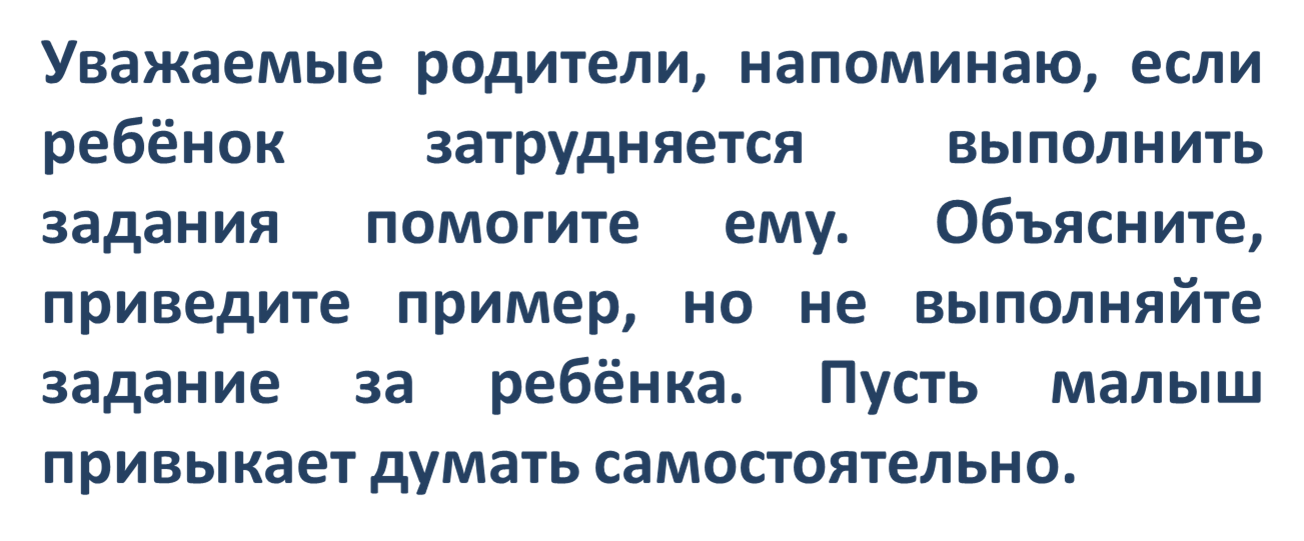 Уважаемые родители, напоминаю, если
ребёнок затрудняется выполнить
задания помогите ему. Объясните,
приведите пример, но не выполняйте
задание за ребёнка. Пусть малыш
привыкает думать самостоятельно.